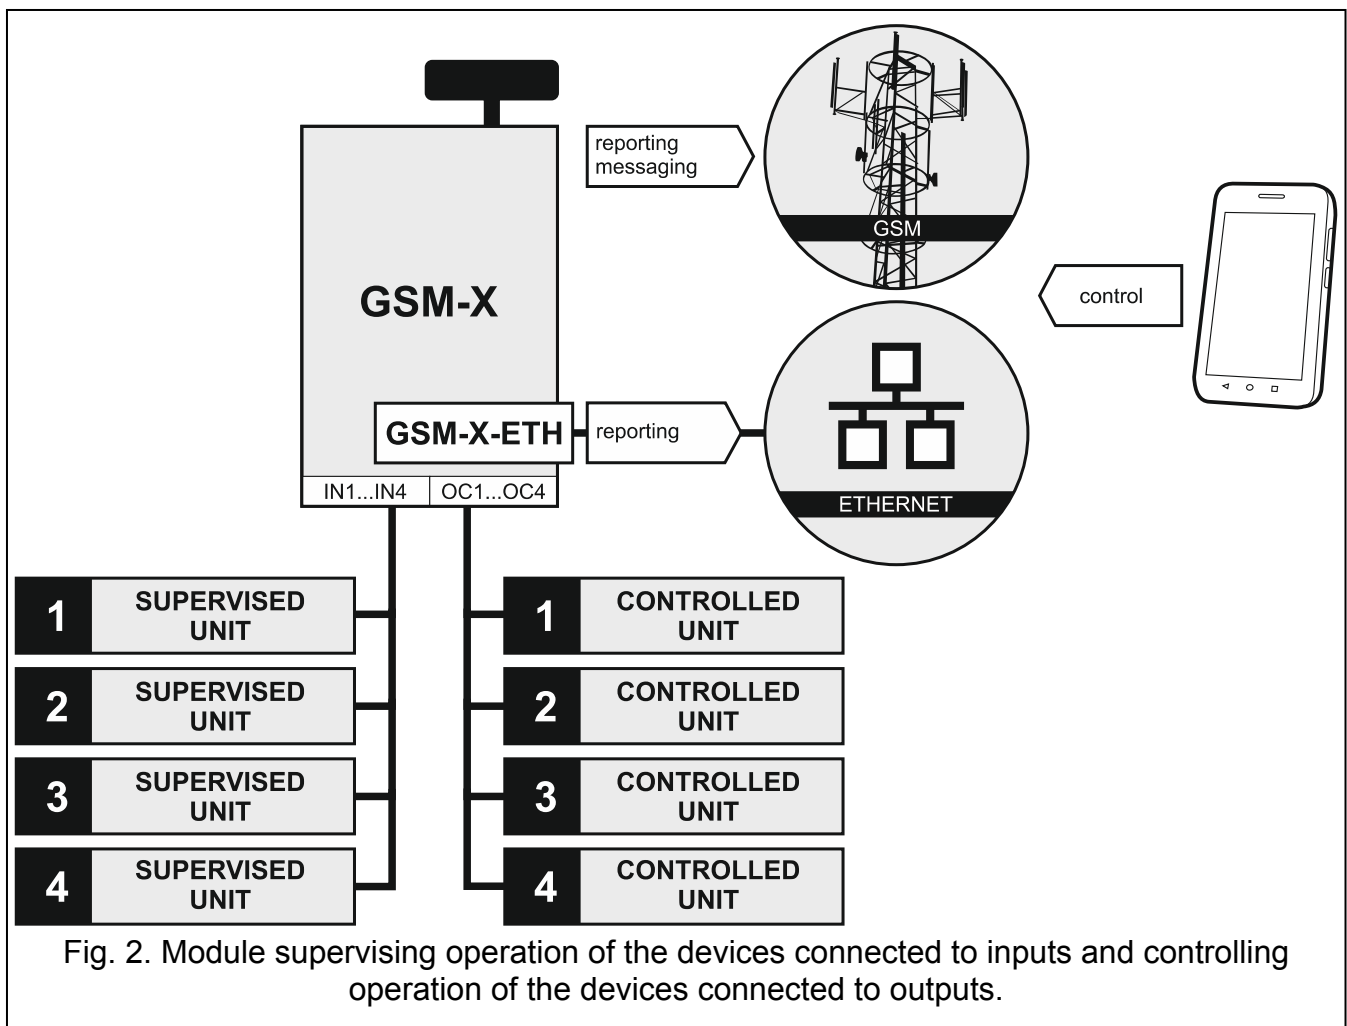 reporting
messaging
GSM
GSM-X
control
GSM-X-ETH
reporting
IN1...IN4
OC1...OC4
ETHERNET
1
SUPERVISED
UNIT
1
CONTROLLED
UNIT
2
SUPERVISED
UNIT
2
CONTROLLED
UNIT
3
SUPERVISED
UNIT
3
CONTROLLED
UNIT
4
SUPERVISED
UNIT
4
CONTROLLED
UNIT
Fig. 2. Module supervising operation of the devices connected to inputs and controlling
operation of the devices connected to outputs.